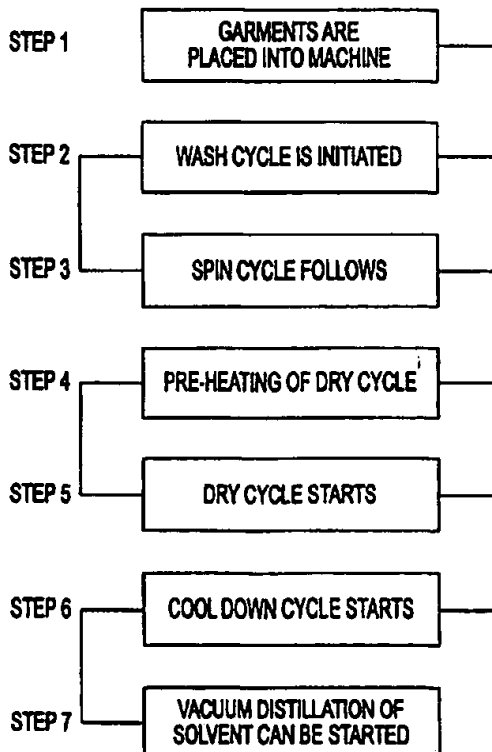 STEP 1
GARMENTS ARE
PLACED INTO MACHINE
STEP 2
WASH CYCLE IS INITIATED
STEP 3
SPIN CYCLE FOLLOWS
STEP 4
PRE-HEATING OF DRY CYCLE
STEP 5
DRY CYCLE STARTS
STEP 6
COOL DOWN CYCLE STARTS
STEP 7
VACUUM DISTILLATION OF
SOLVENT CAN BE STARTED